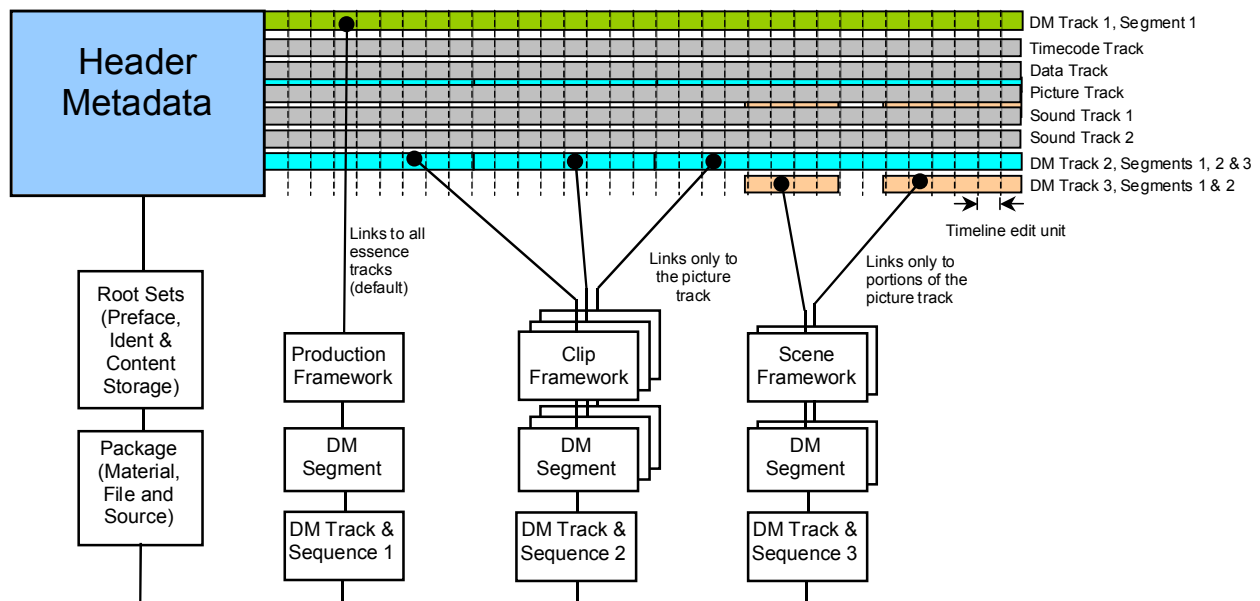 Header
Metadata
DM Track 1, Segment 1
Timecode Track
Data Track
Picture Track
Sound Track 1
Sound Track 2
DM Track 2, Segments 1, 2 & 3
DM Track 3, Segments 1 & 2
Timeline edit unit
Links to all
essence
tracks
(default)
Links only to
the picture
track
Links only to
portions of the
picture track
Root Sets
(Preface,
Ident &
Content
Storage)
Production
Framework
Clip
Framework
Scene
Framework
Package
(Material,
File and
Source)
DM
Segment
DM
Segment
DM
Segment
DM Track &
Sequence 1
DM Track &
Sequence 2
DM Track &
Sequence 3